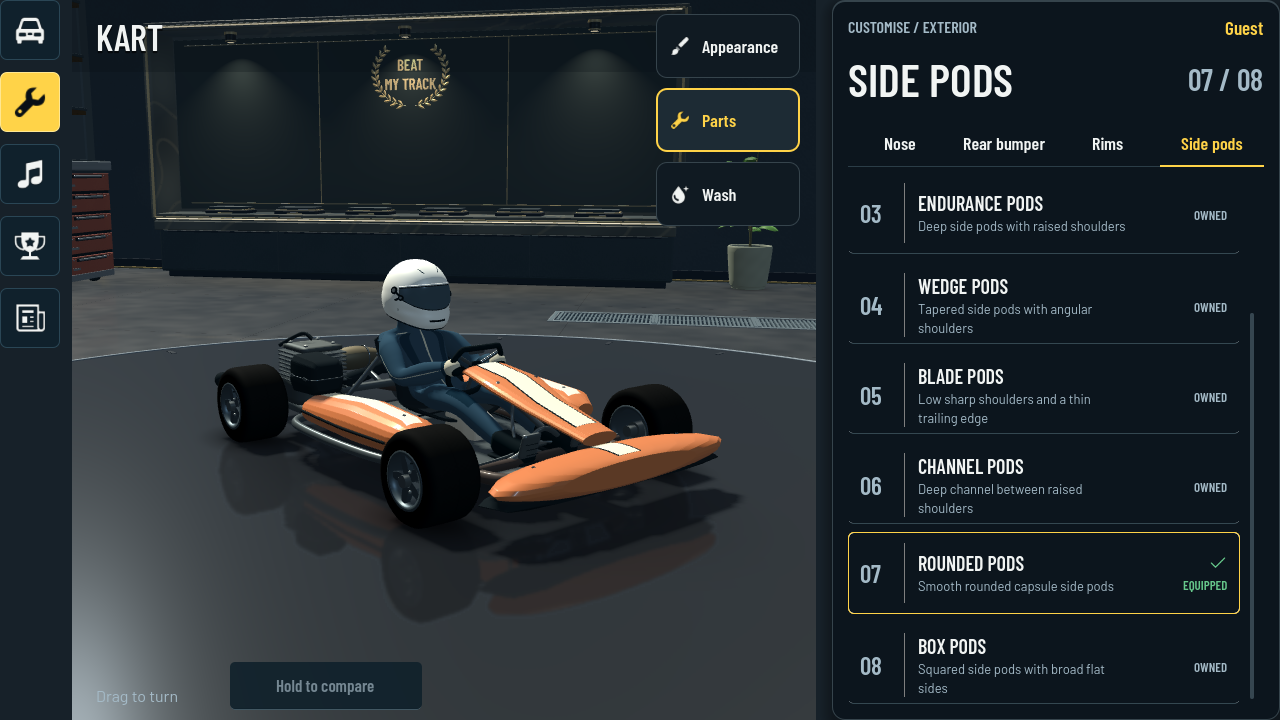 KART
BEAT
MY TRACK
Appearance
Parts
Wash
Drag to turn
Hold to compare
CUSTOMISE / EXTERIOR
Guest
SIDE PODS
07 / 08
Nose
Rear bumper
Rims
Side pods
03
ENDURANCE PODS
Deep side pods with raised shoulders
OWNED
04
WEDGE PODS
Tapered side pods with angular
shoulders
OWNED
05
BLADE PODS
Low sharp shoulders and a thin
trailing edge
OWNED
06
CHANNEL PODS
Deep channel between raised
shoulders
OWNED
07
ROUNDED PODS
Smooth rounded capsule side pods
EQUIPPED
08
BOX PODS
Squared side pods with broad flat
sides
OWNED